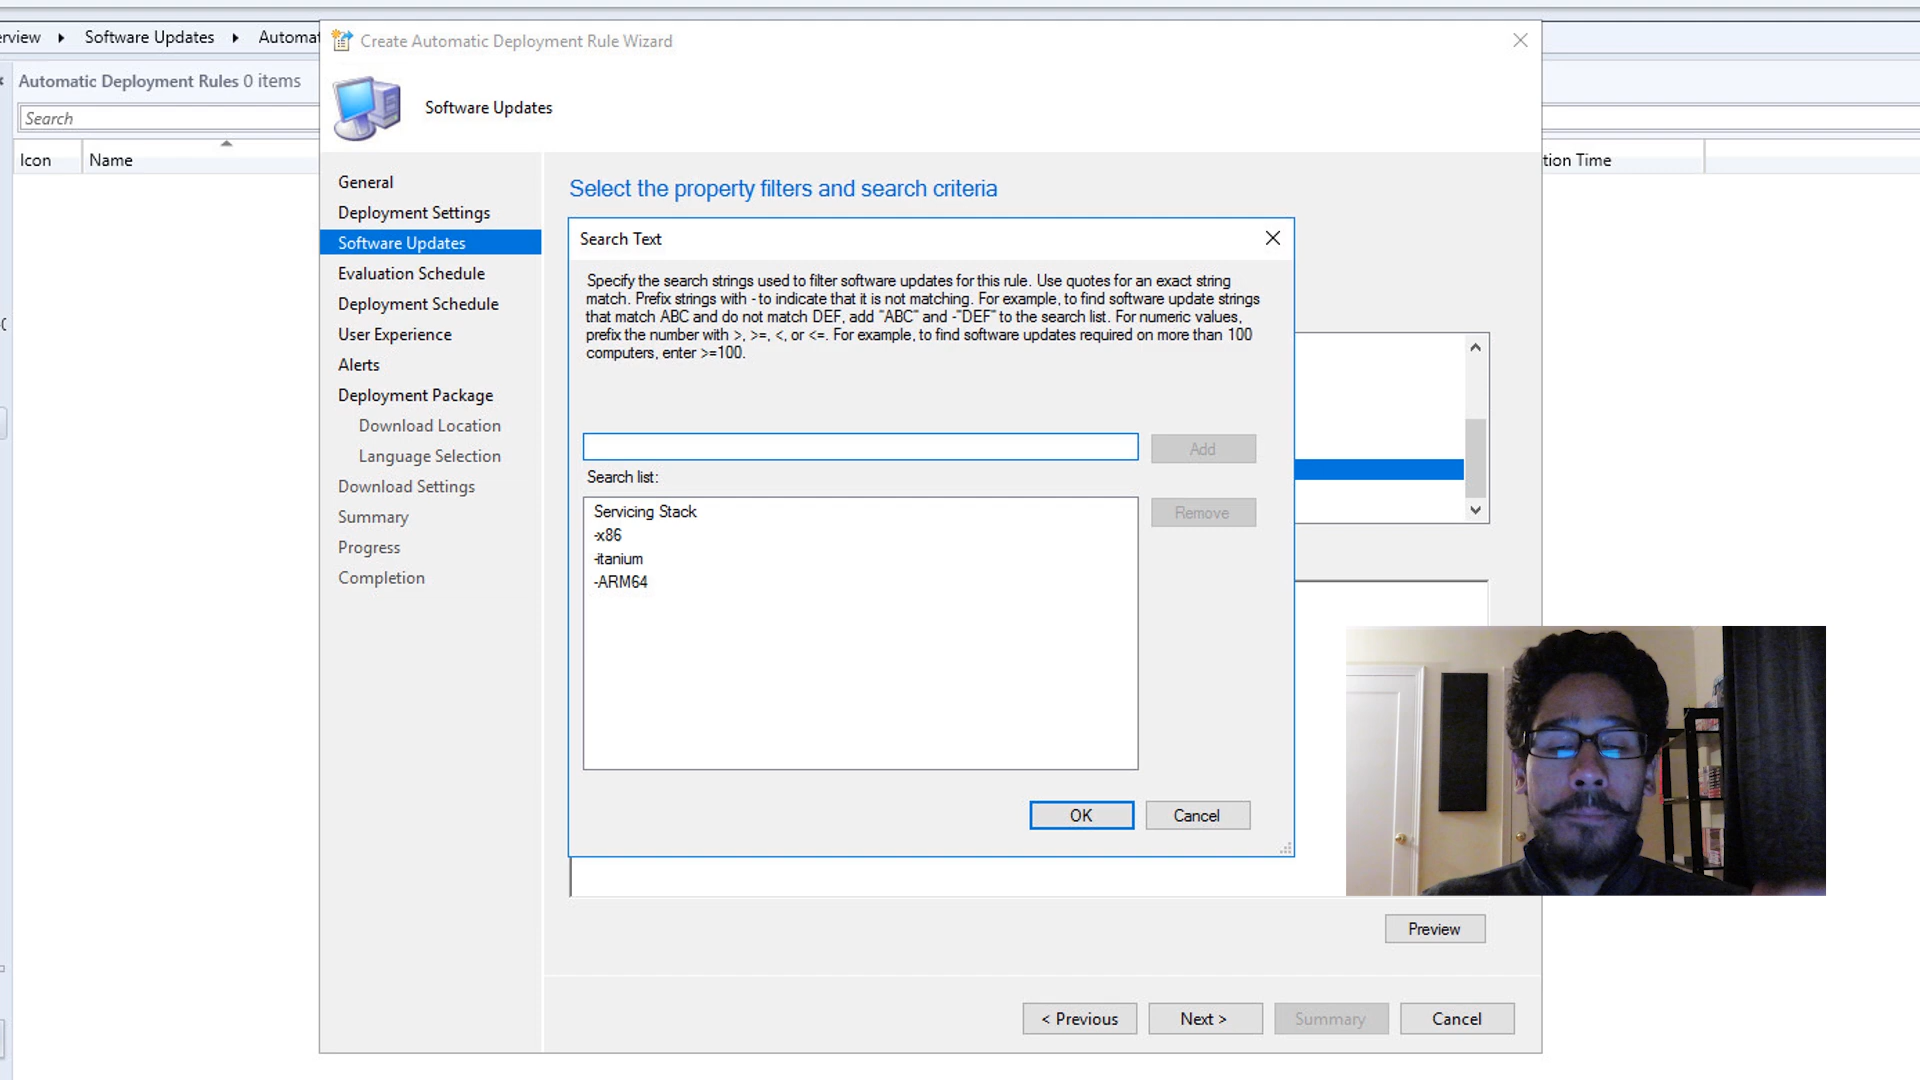 erview ▸ Software Updates ▸ Automat
Create Automatic Deployment Rule Wizard
Automatic Deployment Rules 0 items
Search
Software Updates
Icon
Name
tion Time
General
Deployment Settings
Software Updates
Evaluation Schedule
Deployment Schedule
User Experience
Alerts
Deployment Package
Download Location
Language Selection
Download Settings
Summary
Progress
Completion
Select the property filters and search criteria
Search Text
Specify the search strings used to filter software updates for this rule. Use quotes for an exact string
match. Prefix strings with - to indicate that it is not matching. For example, to find software update strings
that match ABC and do not match DEF, add "ABC" and -"DEF" to the search list. For numeric values,
prefix the number with >, >=, <, or <=. For example, to find software updates required on more than 100
computers, enter >=100.
Add
Search list:
Servicing Stack
-x86
-itanium
-ARM64
Remove
OK
Cancel
Preview
< Previous
Next >
Summary
Cancel